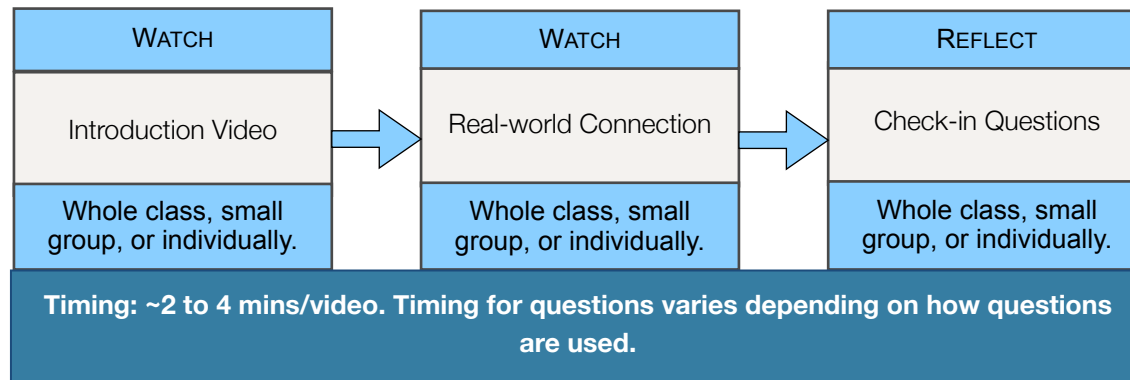 WATCH
Introduction Video
Whole class, small
group, or individually.
WATCH
Real-world Connection
Whole class, small
group, or individually.
REFLECT
Check-in Questions
Whole class, small
group, or individually.
Timing: ~2 to 4 mins/video. Timing for questions varies depending on how questions
are used.